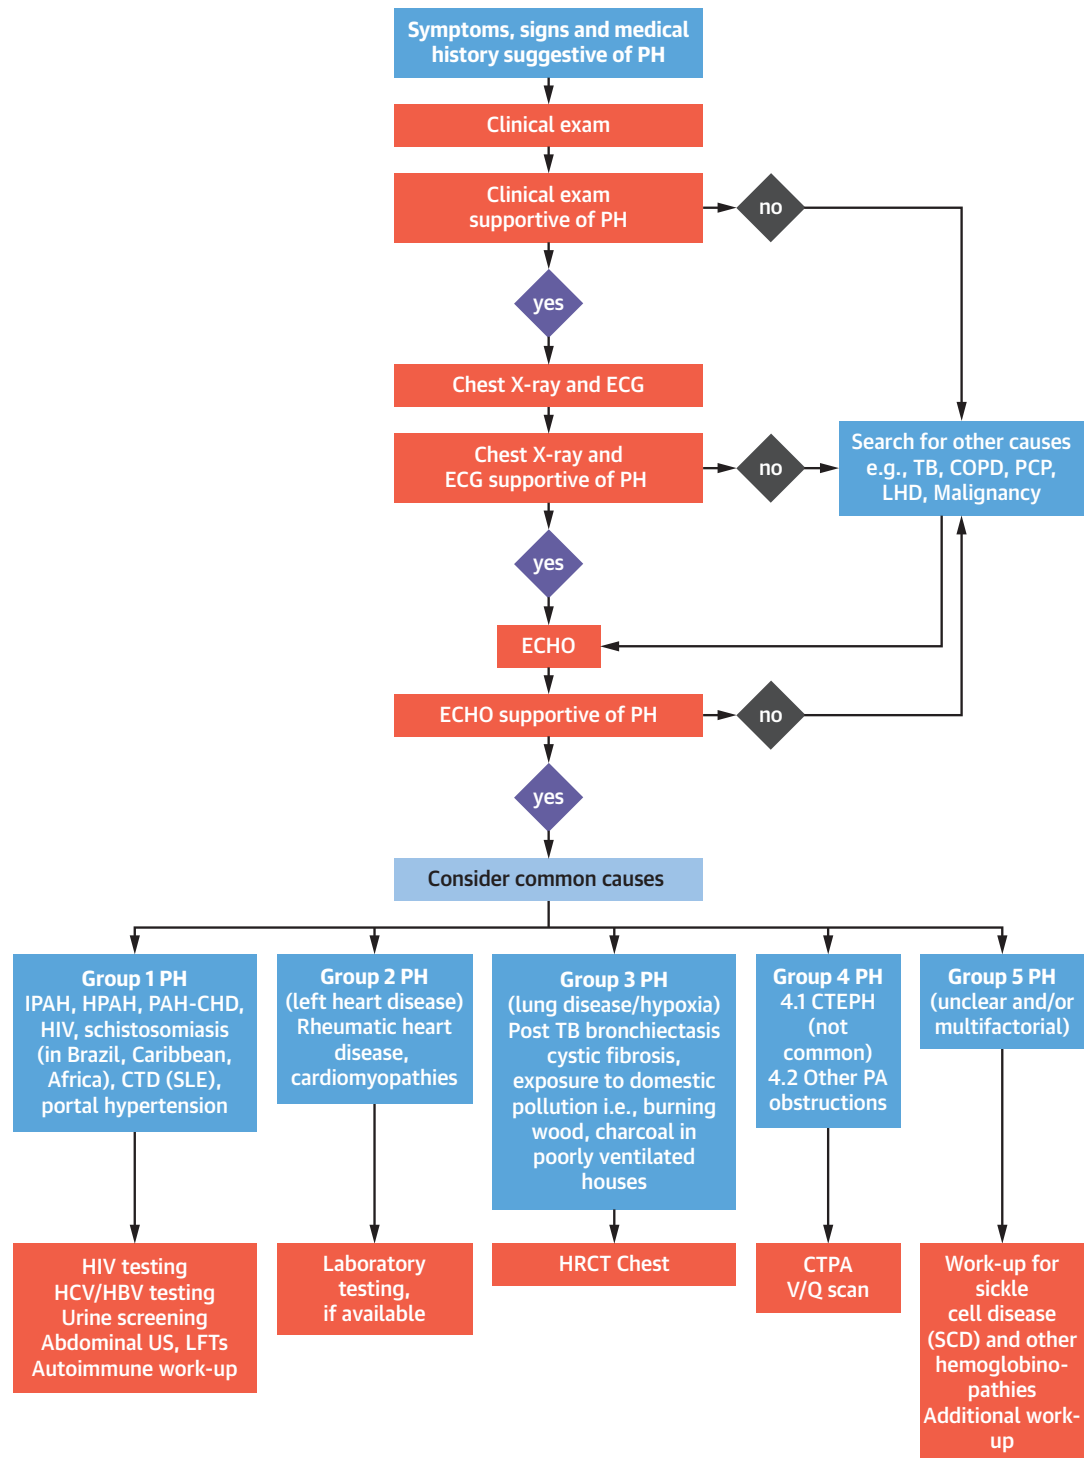 Symptoms, signs and medical
history suggestive of PH
Clinical exam
Clinical exam
supportive of PH
no
yes
Chest X-ray and ECG
Chest X-ray and
ECG supportive of PH
no
Search for other causes
e.g., TB, COPD, PCP,
LHD, Malignancy
yes
ECHO
ECHO supportive of PH
no
yes
Consider common causes
Group 1 PH
IPAH, HPAH, PAH-CHD,
HIV, schistosomiasis
(in Brazil, Caribbean,
Africa), CTD (SLE),
portal hypertension
Group 2 PH
(left heart disease)
Rheumatic heart
disease,
cardiomyopathies
Group 3 PH
(lung disease/hypoxia)
Post TB bronchiectasis
cystic fibrosis,
exposure to domestic
pollution i.e., burning
wood, charcoal in
poorly ventilated
houses
Group 4 PH
4.1 CTEPH
(not
common)
4.2 Other PA
obstructions
Group 5 PH
(unclear and/or
multifactorial)
HIV testing
HCV/HBV testing
Urine screening
Abdominal US, LFTs
Autoimmune work-up
Laboratory
testing,
if available
HRCT Chest
CTPA
V/Q scan
Work-up for
sickle
cell disease
(SCD) and other
hemoglobino-
pathies
Additional work-
up